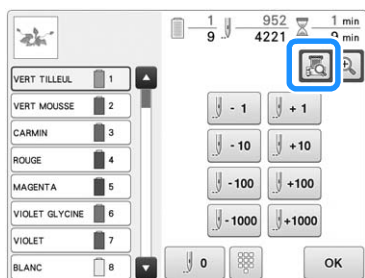 1 952 1 min
9 4221 9 min
VERT TILLEUL 1
VERT MOUSSE 2
CARMIN 3
ROUGE 4
MAGENTA 5
VIOLET GLYCINE 6
VIOLET 7
BLANC 8
- 1 + 1
- 10 +10
-100 +100
-1000 +1000
0 OK